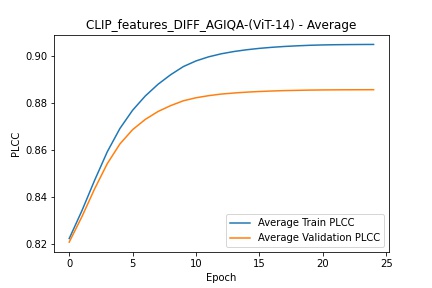 CLIP_features_DIFF_AGIQA-(ViT-14) - Average
PLCC
0.90
0.88
0.86
0.84
0.82
Average Train PLCC
Average Validation PLCC
0 5 10 15 20 25
Epoch